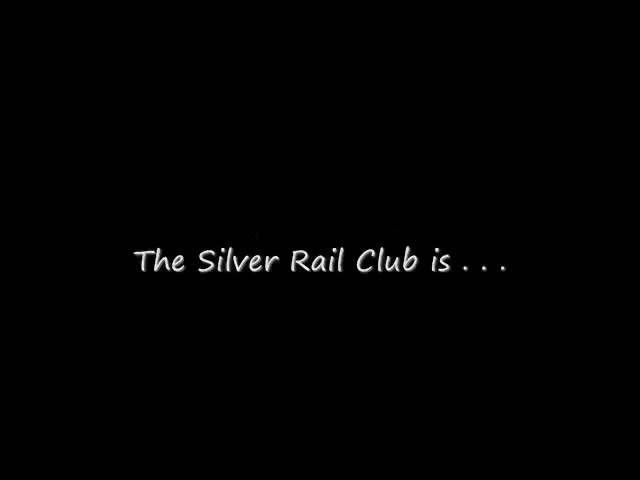 The Silver Rail Club is . . .